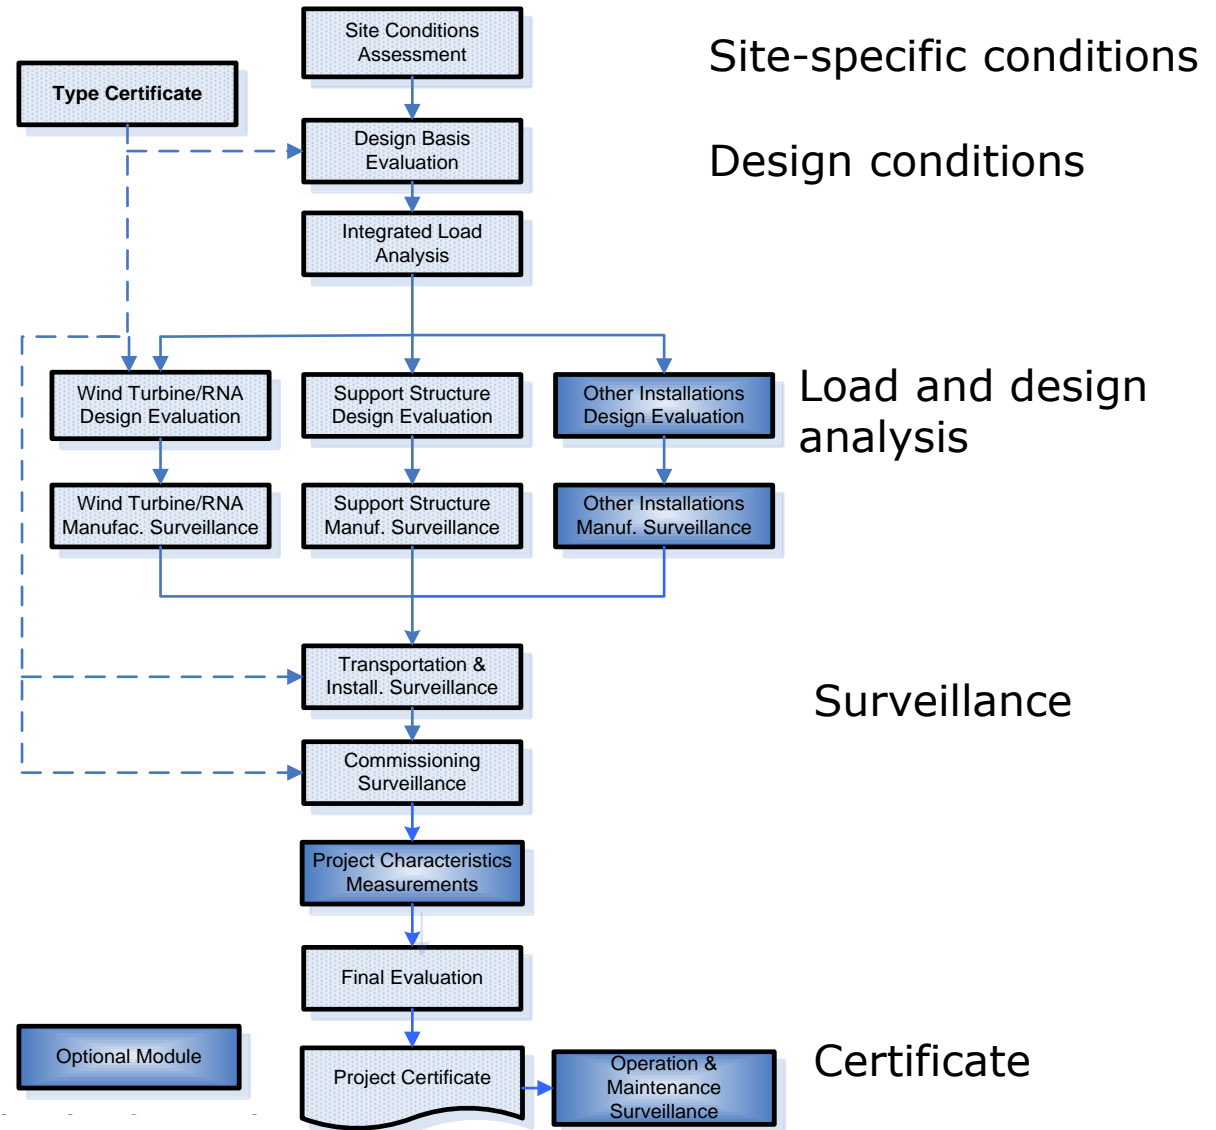 Site Conditions
Assessment
Site-specific conditions
Type Certificate
Design Basis
Evaluation
Design conditions
Integrated Load
Analysis
Wind Turbine/RNA
Design Evaluation
Support Structure
Design Evaluation
Other Installations
Design Evaluation
Load and design
analysis
Wind Turbine/RNA
Manufac. Surveillance
Support Structure
Manuf. Surveillance
Other Installations
Manuf. Surveillance
Transportation &
Install. Surveillance
Surveillance
Commissioning
Surveillance
Project Characteristics
Measurements
Final Evaluation
Optional Module
Project Certificate
Operation &
Maintenance
Surveillance
Certificate